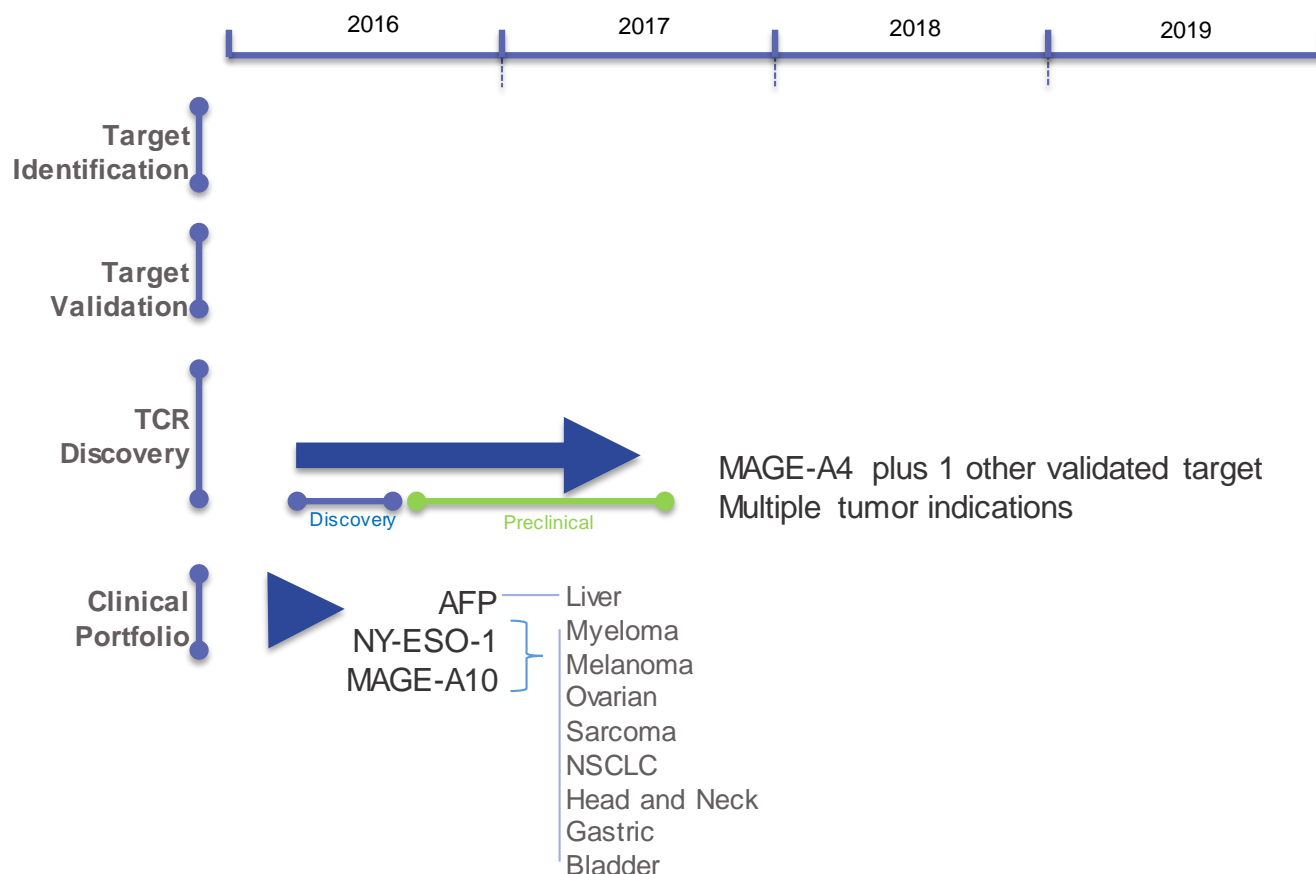 2016
2017
2018
2019
Target
Identification
Target
Validation
TCR
Discovery
Discovery
Preclinical
MAGE-A4 plus 1 other validated target
Multiple tumor indications
Clinical
Portfolio
AFP
NY-ESO-1
MAGE-A10
Liver
Myeloma
Melanoma
Ovarian
Sarcoma
NSCLC
Head and Neck
Gastric
Bladder